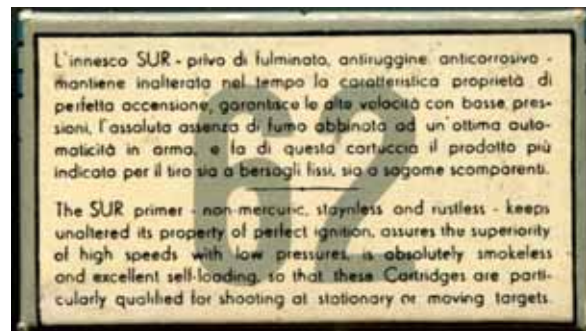 L'innesco SUR - privo di fulminato, antiruggine, anticorrosivo -
mantiene inalterata nel tempo la caratteristica proprietà di
perfetta accensione, garantisce le alte velocità con basse pres-
sioni, l'assoluta assenza di fumo abbinata ad un'ottima auto-
maticità in arma, e fa di questa cartuccia il prodotto più
indicato per il tiro sia a bersagli fissi, sia a sagome scomparenti.
The SUR primer - non-mercuric, staynless and rustless - keeps
unaltered its property of perfect ignition, assures the superiority
of high speeds with low pressures, is absolutely smokeless
and excellent self-loading, so that these Cartridges are parti-
cularly qualified for shooting at stationary or moving targets.
62